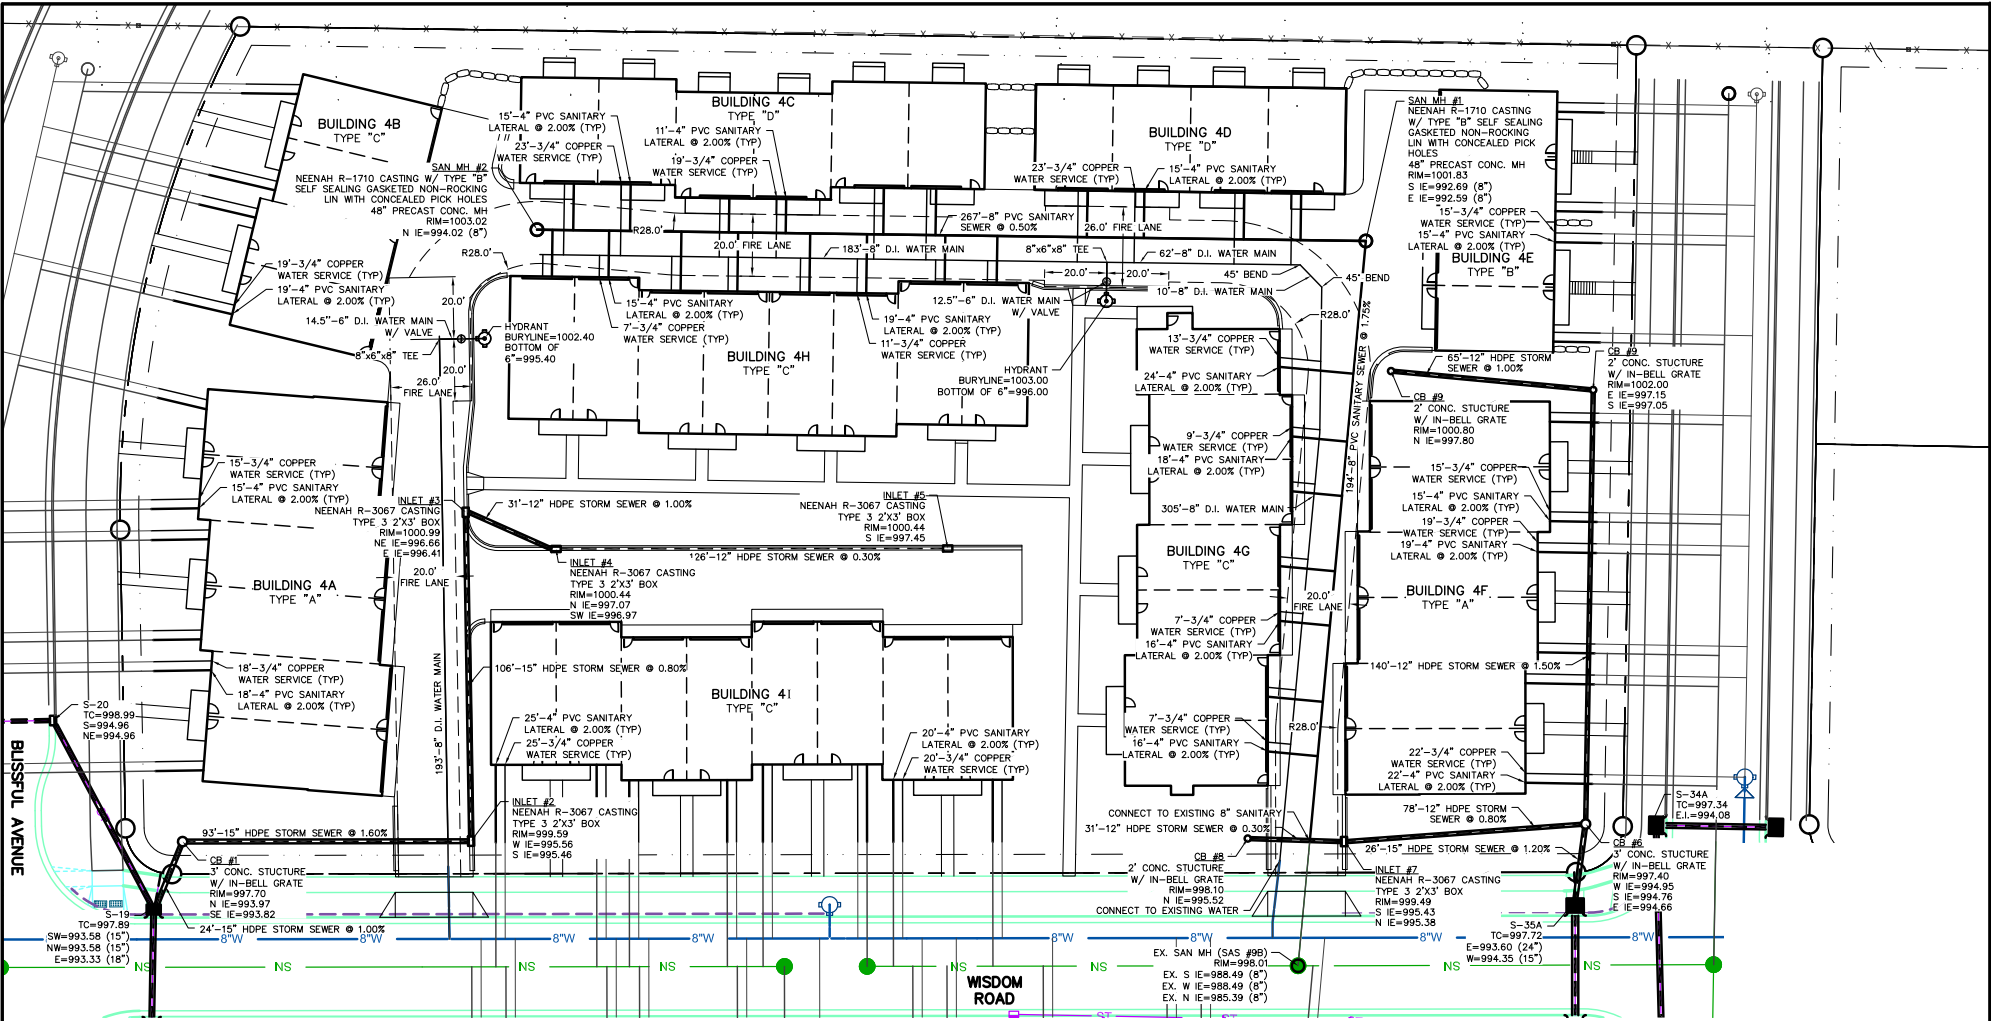 BUILDING 4B
TYPE "C"
SAN MH #2
NEENAH R-1710 CASTING W/ TYPE "B"
SELF SEALING GASKETED NON-ROCKING
LIN WITH CONCEALED PICK HOLES
48" PRECAST CONC. MH
RIM=1003.02
N IE=994.02 (8")
15'-4" PVC SANITARY
LATERAL @ 2.00% (TYP)
23'-3/4" COPPER
WATER SERVICE (TYP)
BUILDING 4C
TYPE "D"
11'-4" PVC SANITARY
LATERAL @ 2.00% (TYP)
19'-3/4" COPPER
WATER SERVICE (TYP)
BUILDING 4D
TYPE "D"
23'-3/4" COPPER
WATER SERVICE (TYP)
15'-4" PVC SANITARY
LATERAL @ 2.00% (TYP)
SAN MH #1
NEENAH R-1710 CASTING
W/ TYPE "B" SELF SEALING
GASKETED NON-ROCKING
LIN WITH CONCEALED PICK
HOLES
48" PRECAST CONC. MH
RIM=1001.83
S IE=992.69 (8")
E IE=992.59 (8")
15'-3/4" COPPER
WATER SERVICE (TYP)
15'-4" PVC SANITARY
LATERAL @ 2.00% (TYP)
BUILDING 4E
TYPE "B"
R28.0'
R28.0'
20.0' FIRE LANE
267'-8" PVC SANITARY
SEWER @ 0.50%
26.0' FIRE LANE
183'-8" D.I. WATER MAIN
8"x6"x8" TEE
62'-8" D.I. WATER MAIN
20.0'
20.0'
45° BEND
45° BEND
10'-8" D.I. WATER MAIN
R28.0'
19'-3/4" COPPER
WATER SERVICE (TYP)
19'-4" PVC SANITARY
LATERAL @ 2.00% (TYP)
20.0'
14.5'-6" D.I. WATER MAIN
W/ VALVE
8"x6"x8" TEE
20.0'
26.0'
FIRE LANE
HYDRANT
BURYLINE=1002.40
BOTTOM OF
6"=995.40
15'-4" PVC SANITARY
LATERAL @ 2.00% (TYP)
7'-3/4" COPPER
WATER SERVICE (TYP)
BUILDING 4H
TYPE "C"
12.5'-6" D.I. WATER MAIN
W/ VALVE
19'-4" PVC SANITARY
LATERAL @ 2.00% (TYP)
11'-3/4" COPPER
WATER SERVICE (TYP)
HYDRANT
BURYLINE=1003.00
BOTTOM OF 6"=996.00
13'-3/4" COPPER
WATER SERVICE (TYP)
24'-4" PVC SANITARY
LATERAL @ 2.00% (TYP)
194'-8" PVC SANITARY SEWER @ 1.75%
65'-12" HDPE STORM
SEWER @ 1.00%
CB #9
2' CONC. STUCTURE
W/ IN-BELL GRATE
RIM=1002.00
E IE=997.15
S IE=997.05
CB #9
2' CONC. STUCTURE
W/ IN-BELL GRATE
RIM=1000.80
N IE=997.80
9'-3/4" COPPER
WATER SERVICE (TYP)
18'-4" PVC SANITARY
LATERAL @ 2.00% (TYP)
15'-3/4" COPPER
WATER SERVICE (TYP)
15'-4" PVC SANITARY
LATERAL @ 2.00% (TYP)
19'-3/4" COPPER
WATER SERVICE (TYP)
19'-4" PVC SANITARY
LATERAL @ 2.00% (TYP)
305'-8" D.I. WATER MAIN
15'-3/4" COPPER
WATER SERVICE (TYP)
15'-4" PVC SANITARY
LATERAL @ 2.00% (TYP)
INLET #3
NEENAH R-3067 CASTING
TYPE 3 2'X3' BOX
RIM=1000.99
NE IE=996.66
E IE=996.41
31'-12" HDPE STORM SEWER @ 1.00%
INLET #5
NEENAH R-3067 CASTING
TYPE 3 2'X3' BOX
RIM=1000.44
S IE=997.45
126'-12" HDPE STORM SEWER @ 0.30%
INLET #4
NEENAH R-3067 CASTING
TYPE 3 2'X3' BOX
RIM=1000.44
N IE=997.07
SW IE=996.97
20.0'
FIRE LANE
BUILDING 4A
TYPE "A"
BUILDING 4G
TYPE "C"
BUILDING 4F
TYPE "A"
20.0'
FIRE LANE
7'-3/4" COPPER
WATER SERVICE (TYP)
16'-4" PVC SANITARY
LATERAL @ 2.00% (TYP)
18'-3/4" COPPER
WATER SERVICE (TYP)
18'-4" PVC SANITARY
LATERAL @ 2.00% (TYP)
193'-8" D.I. WATER MAIN
106'-15" HDPE STORM SEWER @ 0.80%
BUILDING 4I
TYPE "C"
140'-12" HDPE STORM SEWER @ 1.50%
25'-4" PVC SANITARY
LATERAL @ 2.00% (TYP)
25'-3/4" COPPER
WATER SERVICE (TYP)
20'-4" PVC SANITARY
LATERAL @ 2.00% (TYP)
20'-3/4" COPPER
WATER SERVICE (TYP)
7'-3/4" COPPER
WATER SERVICE (TYP)
16'-4" PVC SANITARY
LATERAL @ 2.00% (TYP)
R28.0'
22'-3/4" COPPER
WATER SERVICE (TYP)
22'-4" PVC SANITARY
LATERAL @ 2.00% (TYP)
S-20
TC=998.99
S=994.96
NE=994.96
BLISSFUL AVENUE
INLET #2
NEENAH R-3067 CASTING
TYPE 3 2'X3' BOX
RIM=999.59
W IE=995.56
S IE=995.46
93'-15" HDPE STORM SEWER @ 1.60%
CB #1
3' CONC. STUCTURE
W/ IN-BELL GRATE
RIM=997.70
N IE=993.97
SE IE=993.82
24'-15" HDPE STORM SEWER @ 1.00%
S-19
TC=997.89
SW=993.58 (15")
NW=993.58 (15")
E=993.33 (18")
CONNECT TO EXISTING 8" SANITARY
31'-12" HDPE STORM SEWER @ 0.30%
78'-12" HDPE STORM
SEWER @ 0.80%
26'-15" HDPE STORM SEWER @ 1.20%
S-34A
TC=997.34
E.I.=994.08
CB #8
2' CONC. STUCTURE
W/ IN-BELL GRATE
RIM=998.10
N IE=995.52
CONNECT TO EXISTING WATER
INLET #7
NEENAH R-3067 CASTING
TYPE 3 2'X3' BOX
RIM=999.49
S IE=995.43
N IE=995.38
CB #6
3' CONC. STUCTURE
W/ IN-BELL GRATE
RIM=997.40
W IE=994.95
S IE=994.76
E IE=994.66
S-35A
TC=997.72
E=993.60 (24")
W=994.35 (15")
8"W
8"W
8"W
8"W
8"W
8"W
8"W
8"W
EX. SAN MH (SAS #9B)
RIM=998.01
EX. S IE=988.49 (8")
EX. W IE=988.49 (8")
EX. N IE=985.39 (8")
NS
NS
NS
NS
NS
NS
NS
NS
WISDOM
ROAD
ST
ST